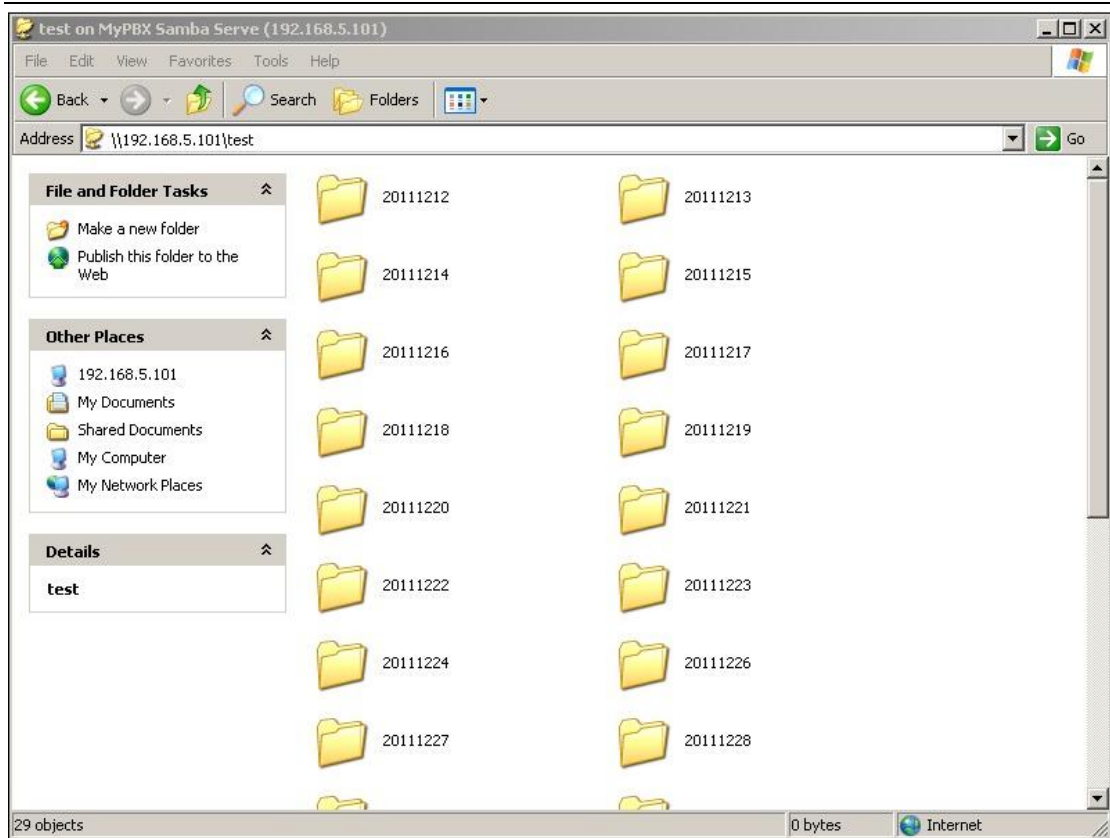 test on MyPBX Samba Serve (192.168.5.101)
File Edit View Favorites Tools Help
Back Search Folders
Address \\192.168.5.101\test Go
File and Folder Tasks
Make a new folder
Publish this folder to the
Web
Other Places
192.168.5.101
My Documents
Shared Documents
My Computer
My Network Places
Details
test
20111212 20111213
20111214 20111215
20111216 20111217
20111218 20111219
20111220 20111221
20111222 20111223
20111224 20111226
20111227 20111228
29 objects 0 bytes Internet